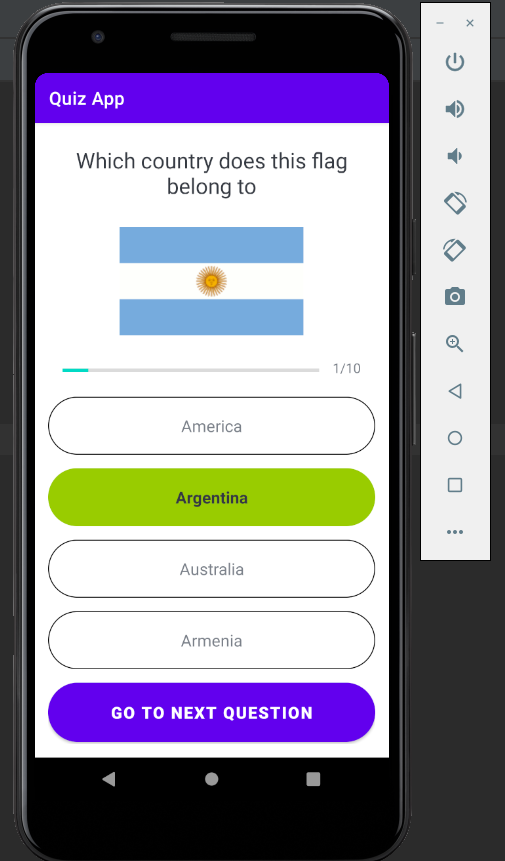 Quiz App
Which country does this flag
belong to
1/10
America
Argentina
Australia
Armenia
GO TO NEXT QUESTION